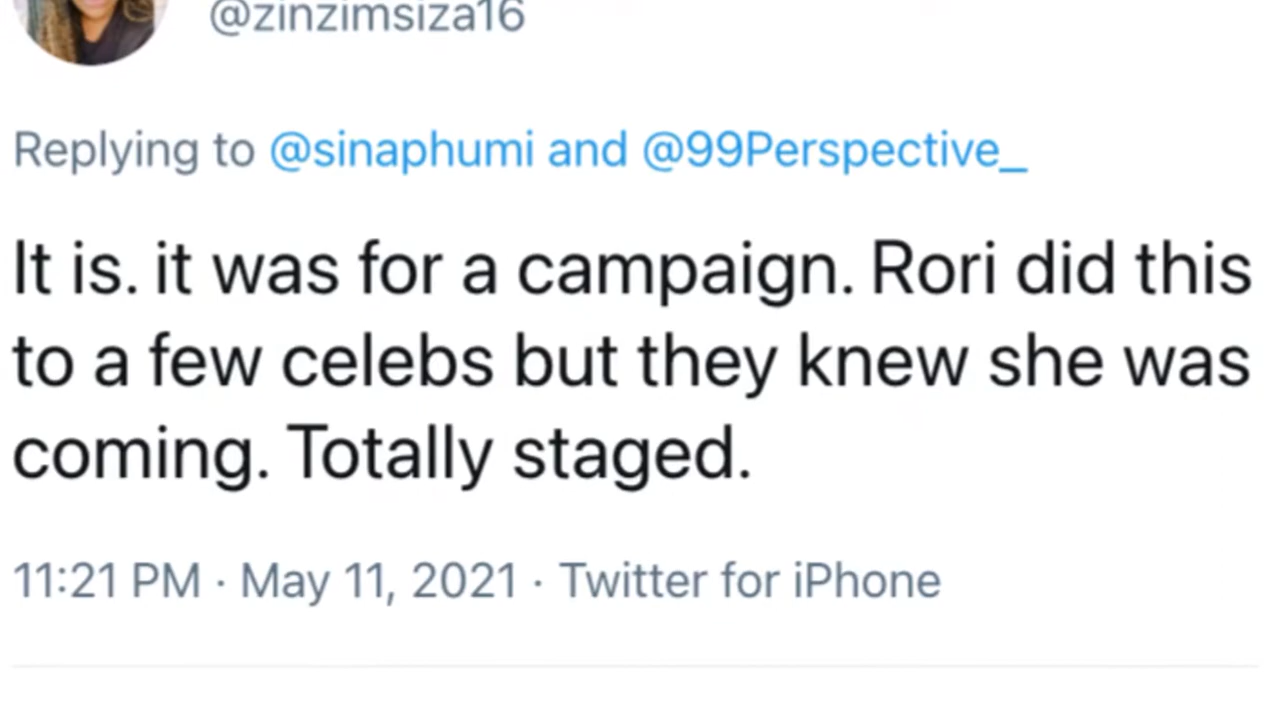 @zinzimsiza16
Replying to @sinaphumi and @99Perspective_
It is. it was for a campaign. Rori did this
to a few celebs but they knew she was
coming. Totally staged.
11:21 PM · May 11, 2021 · Twitter for iPhone